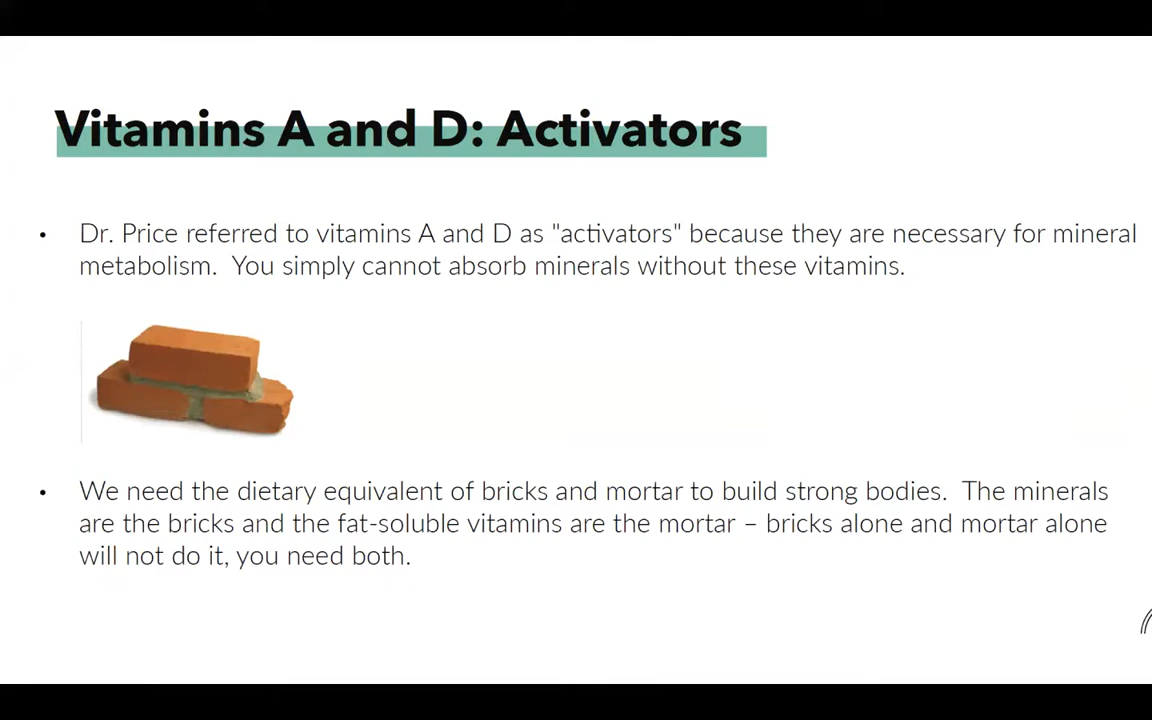 Vitamins A and D: Activators
• Dr. Price referred to vitamins A and D as "activators" because they are necessary for mineral
metabolism.  You simply cannot absorb minerals without these vitamins.
• We need the dietary equivalent of bricks and mortar to build strong bodies.  The minerals
are the bricks and the fat-soluble vitamins are the mortar – bricks alone and mortar alone
will not do it, you need both.